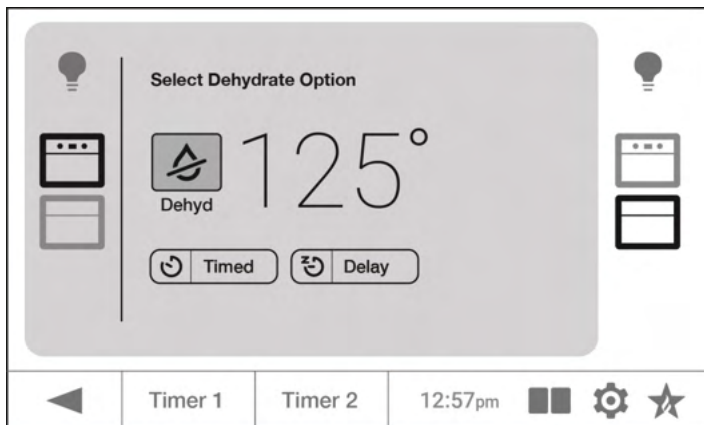 Select Dehydrate Option
125°
Dehyd
Timed
Delay
Timer 1
Timer 2
12:57pm